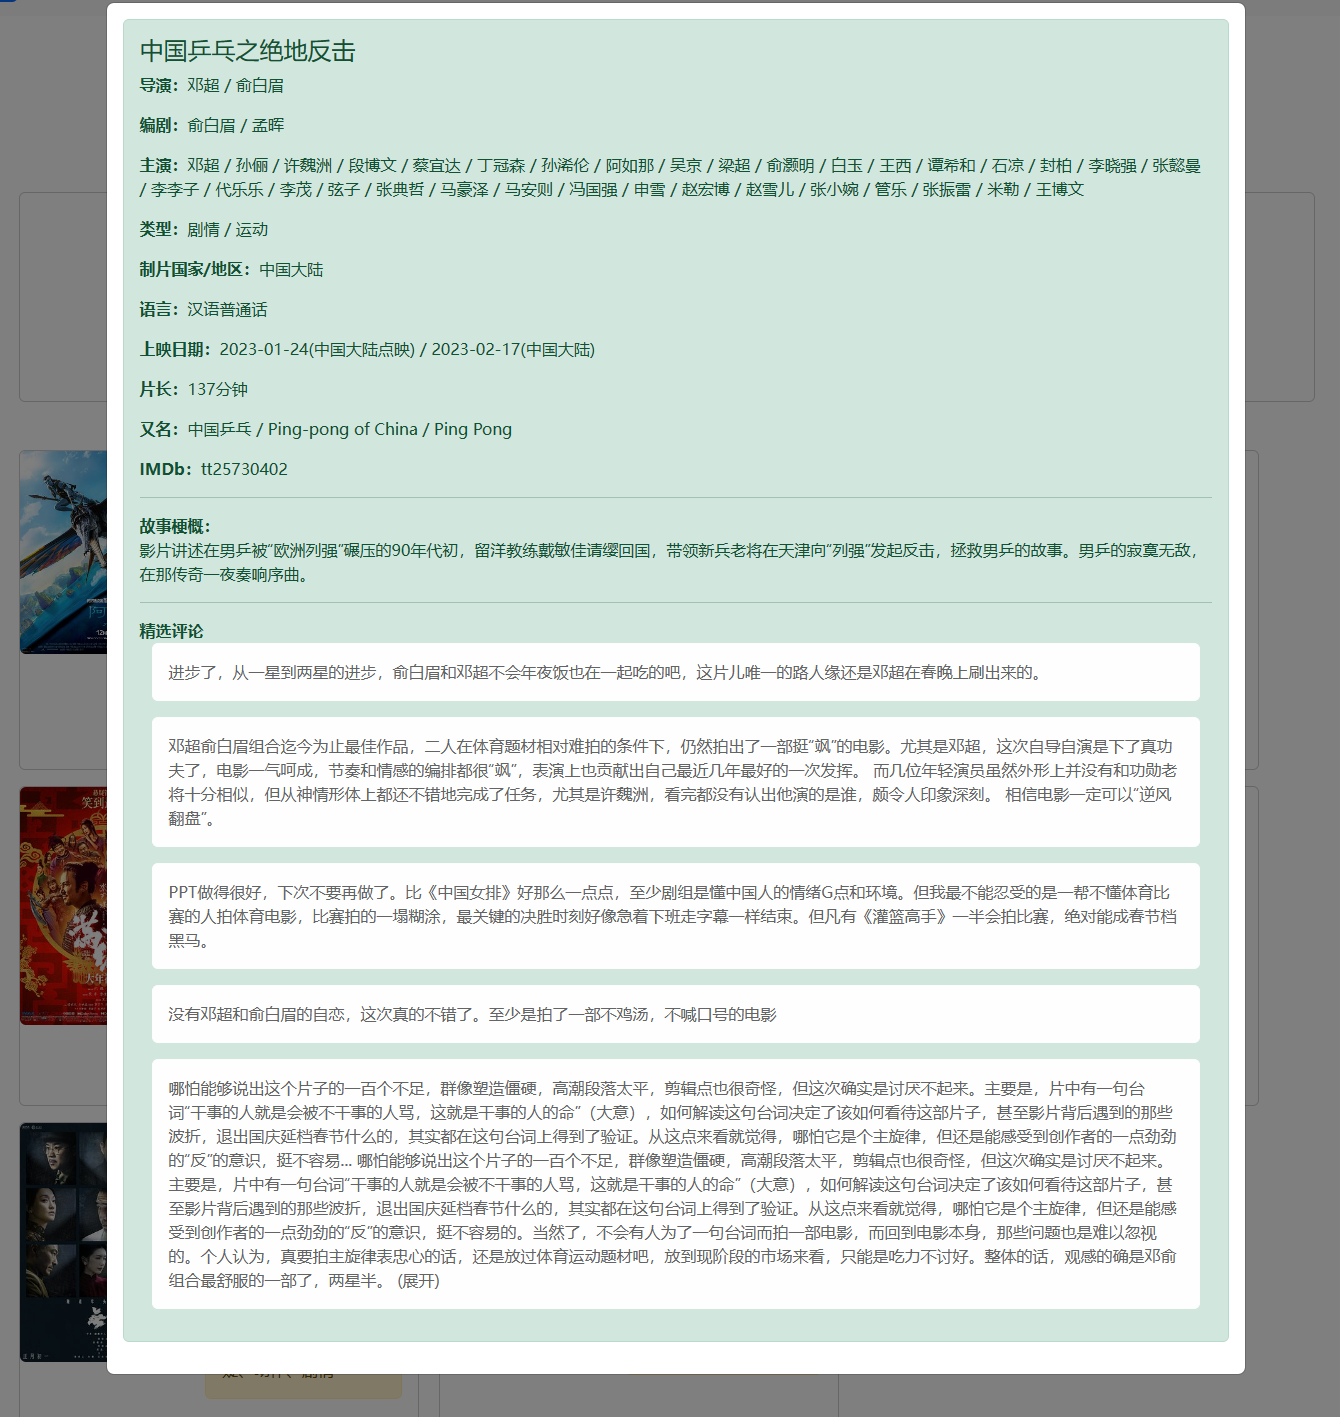 中国乒乓之绝地反击
导演：邓超 / 俞白眉
编剧：俞白眉 / 孟晖
主演：邓超 / 孙俪 / 许魏洲 / 段博文 / 蔡宜达 / 丁冠森 / 孙浠伦 / 阿如那 / 吴京 / 梁超 / 俞灏明 / 白玉 / 王西 / 谭希和 / 石凉 / 封柏 / 李晓强 / 张懿曼
/ 李李子 / 代乐乐 / 李茂 / 弦子 / 张典哲 / 马豪泽 / 马安则 / 冯国强 / 申雪 / 赵宏博 / 赵雪儿 / 张小婉 / 管乐 / 张振雷 / 米勒 / 王博文
类型：剧情 / 运动
制片国家/地区：中国大陆
语言：汉语普通话
上映日期：2023-01-24(中国大陆点映) / 2023-02-17(中国大陆)
片长：137分钟
又名：中国乒乓 / Ping-pong of China / Ping Pong
IMDb：tt25730402
故事梗概：
影片讲述在男乒被“欧洲列强”碾压的90年代初，留洋教练戴敏佳请缨回国，带领新兵老将在天津向“列强”发起反击，拯救男乒的故事。男乒的寂寞无敌，
在那传奇一夜奏响序曲。
精选评论
进步了，从一星到两星的进步，俞白眉和邓超不会年夜饭也在一起吃的吧，这片儿唯一的路人缘还是邓超在春晚上刷出来的。
邓超俞白眉组合迄今为止最佳作品，二人在体育题材相对难拍的条件下，仍然拍出了一部挺“飒”的电影。尤其是邓超，这次自导自演是下了真功
夫了，电影一气呵成，节奏和情感的编排都很“飒”，表演上也贡献出自己最近几年最好的一次发挥。 而几位年轻演员虽然外形上并没有和功勋老
将十分相似，但从神情形体上都还不错地完成了任务，尤其是许魏洲，看完都没有认出他演的是谁，颇令人印象深刻。 相信电影一定可以“逆风
翻盘”。
PPT做得很好，下次不要再做了。比《中国女排》好那么一点点，至少剧组是懂中国人的情绪G点和环境。但我最不能忍受的是一帮不懂体育比
赛的人拍体育电影，比赛拍的一塌糊涂，最关键的决胜时刻好像急着下班走字幕一样结束。但凡有《灌篮高手》一半会拍比赛，绝对能成春节档
黑马。
没有邓超和俞白眉的自恋，这次真的不错了。至少是拍了一部不鸡汤，不喊口号的电影
哪怕能够说出这个片子的一百个不足，群像塑造僵硬，高潮段落太平，剪辑点也很奇怪，但这次确实是讨厌不起来。主要是，片中有一句台
词“干事的人就是会被不干事的人骂，这就是干事的人的命”（大意），如何解读这句台词决定了该如何看待这部片子，甚至影片背后遇到的那些
波折，退出国庆延档春节什么的，其实都在这句台词上得到了验证。从这点来看就觉得，哪怕它是个主旋律，但还是能感受到创作者的一点劲劲
的“反”的意识，挺不容易... 哪怕能够说出这个片子的一百个不足，群像塑造僵硬，高潮段落太平，剪辑点也很奇怪，但这次确实是讨厌不起来。
主要是，片中有一句台词“干事的人就是会被不干事的人骂，这就是干事的人的命”（大意），如何解读这句台词决定了该如何看待这部片子，甚
至影片背后遇到的那些波折，退出国庆延档春节什么的，其实都在这句台词上得到了验证。从这点来看就觉得，哪怕它是个主旋律，但还是能感
受到创作者的一点劲劲的“反”的意识，挺不容易的。当然了，不会有人为了一句台词而拍一部电影，而回到电影本身，那些问题也是难以忽视
的。个人认为，真要拍主旋律表忠心的话，还是放过体育运动题材吧，放到现阶段的市场来看，只能是吃力不讨好。整体的话，观感的确是邓俞
组合最舒服的一部了，两星半。 (展开)